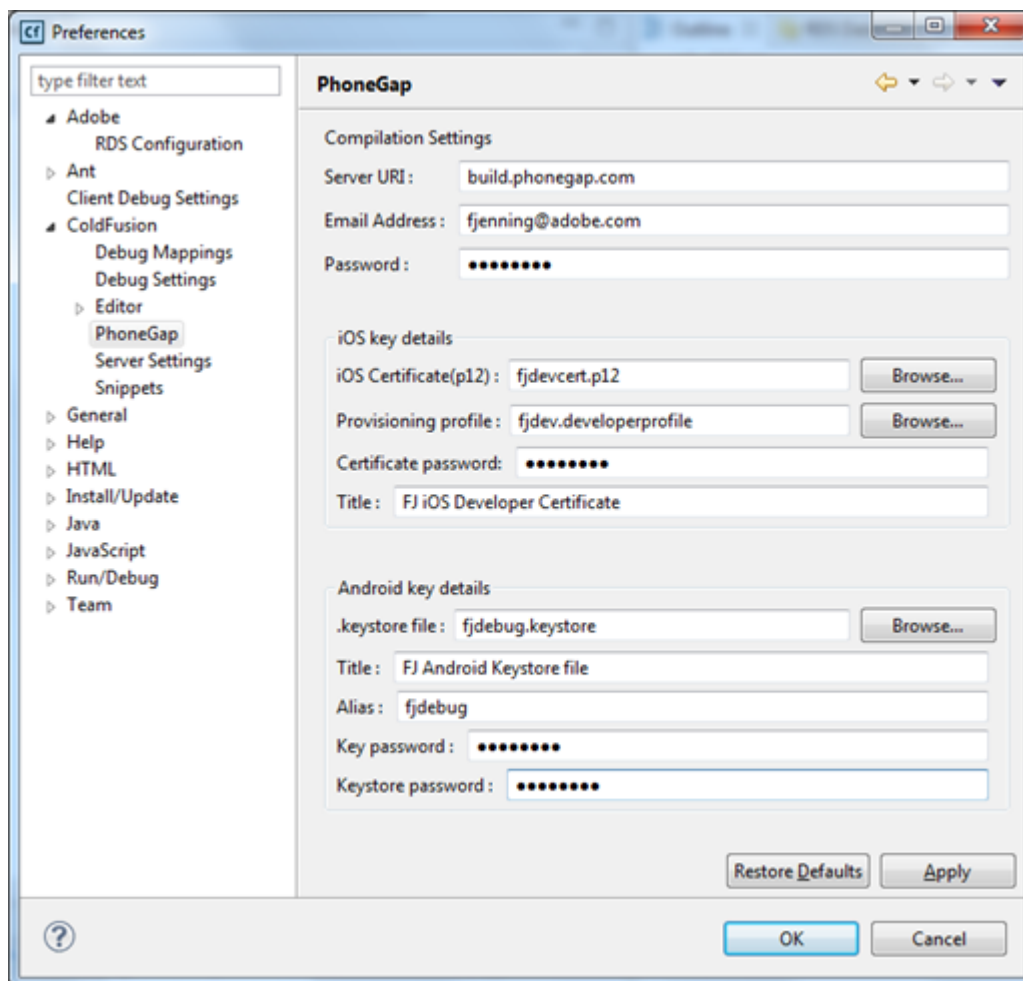 Cf Preferences
type filter text
Adobe
RDS Configuration
Ant
Client Debug Settings
ColdFusion
Debug Mappings
Debug Settings
Editor
PhoneGap
Server Settings
Snippets
General
Help
HTML
Install/Update
Java
JavaScript
Run/Debug
Team
PhoneGap
Compilation Settings
Server URI : build.phonegap.com
Email Address : fjenning@adobe.com
Password : ●●●●●●●●
iOS key details
iOS Certificate(p12) : fjdevcert.p12 Browse...
Provisioning profile : fjdev.developerprofile Browse...
Certificate password: ●●●●●●●●
Title : FJ iOS Developer Certificate
Android key details
.keystore file : fjdebug.keystore Browse...
Title : FJ Android Keystore file
Alias : fjdebug
Key password : ●●●●●●●●
Keystore password : ●●●●●●●●
Restore Defaults Apply
? OK Cancel